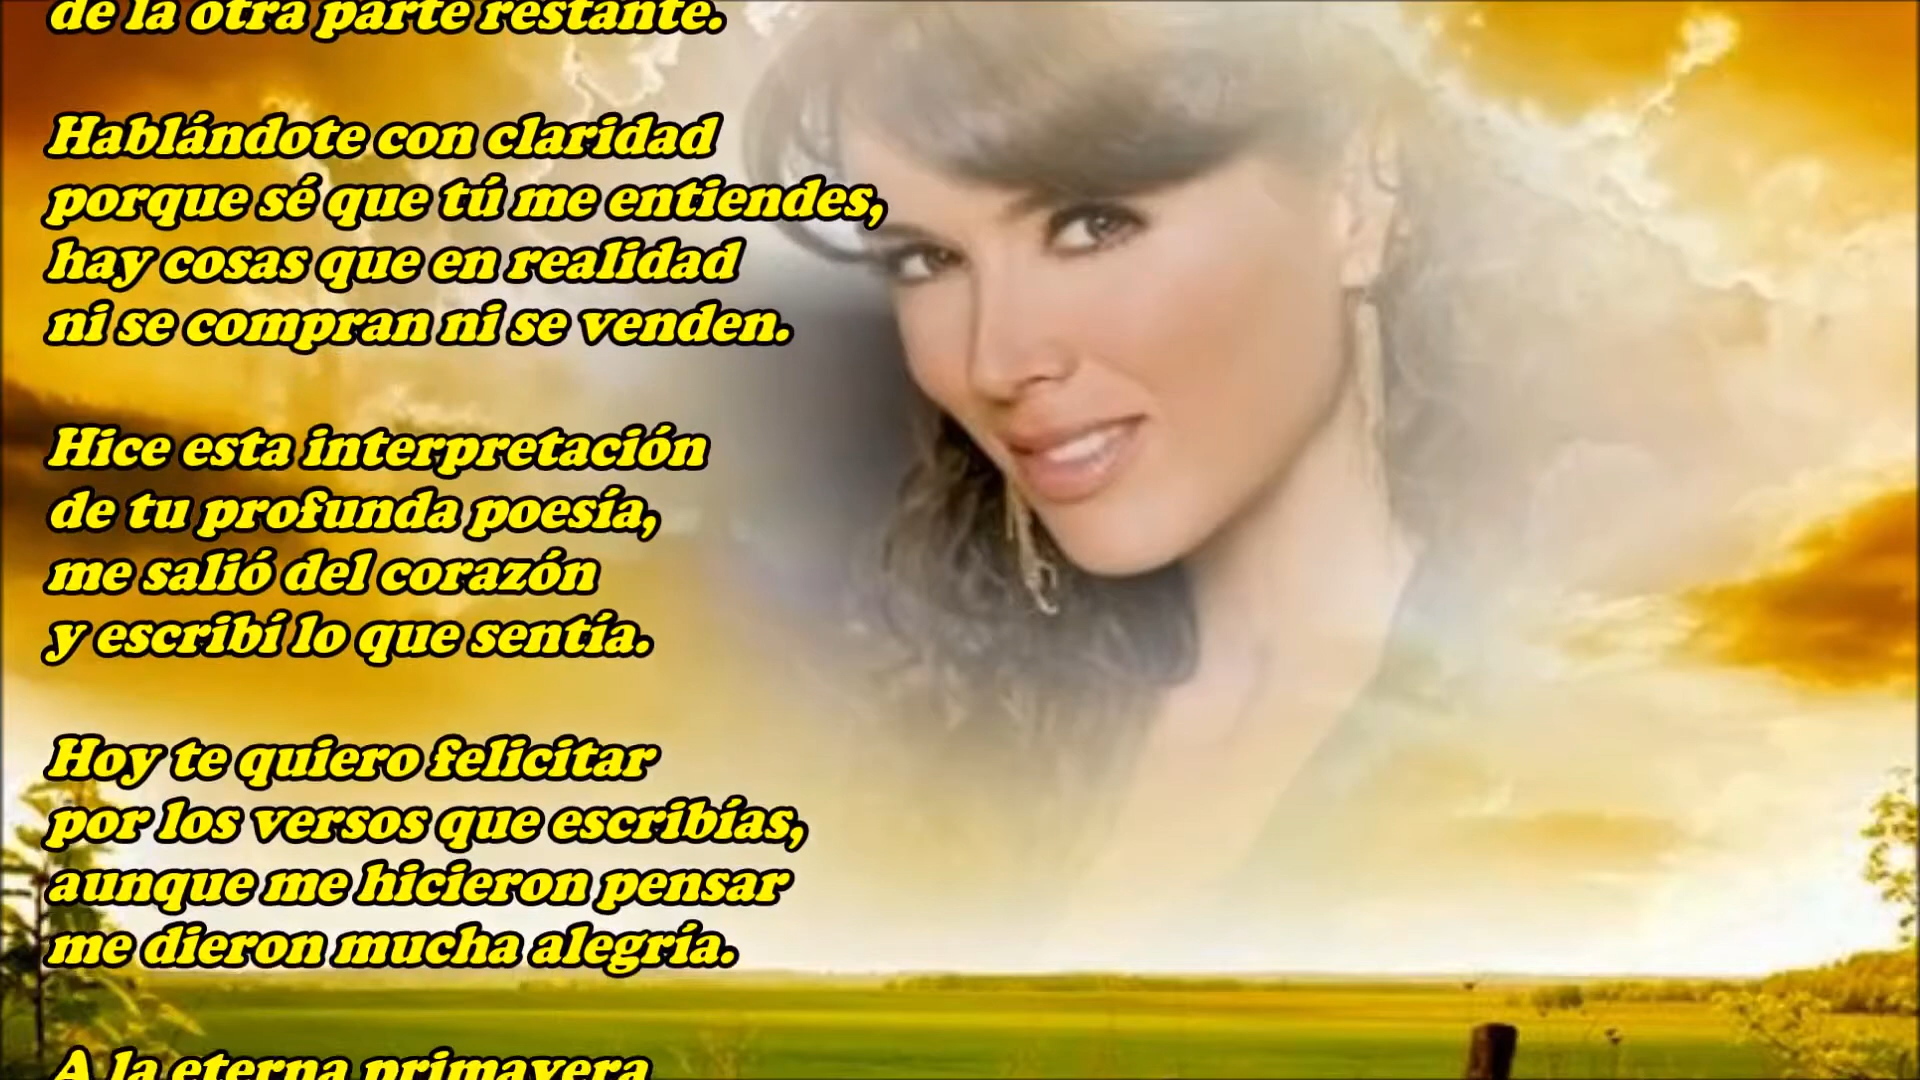 de la otra parte restante.
Hablándote con claridad
porque sé que tú me entiendes,
hay cosas que en realidad
ni se compran ni se venden.
Hice esta interpretación
de tu profunda poesía,
me salió del corazón
y escribí lo que sentía.
Hoy te quiero felicitar
por los versos que escribías,
aunque me hicieron pensar
me dieron mucha alegría.
A la eterna primavera